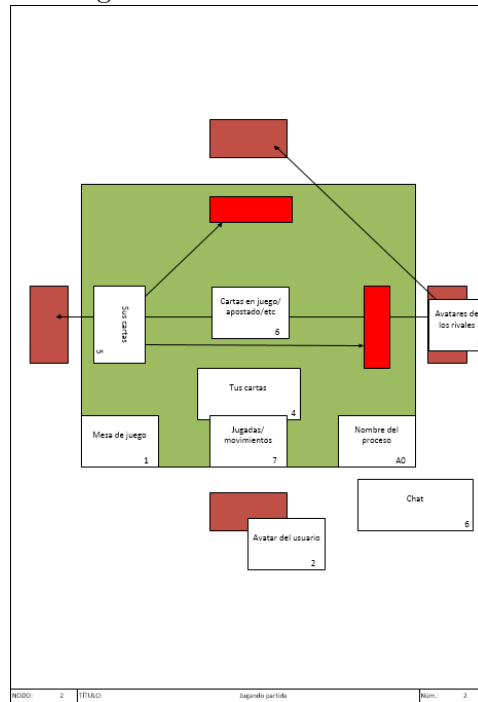 Sus cartas
5
Cartas en juego/
apostado/etc
6
Avatares de
los rivales
Tus cartas
4
Mesa de juego
1
Jugadas/
movimientos
7
Nombre del
proceso
A0
Chat
6
Avatar del usuario
2
NODO: 2 TÍTULO: Jugando partida Núm.: 2